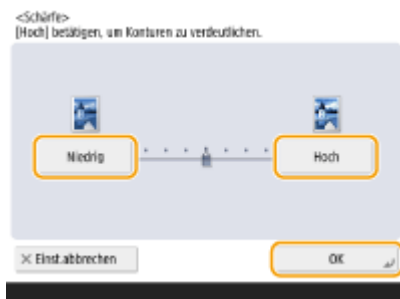 <Schärfe>
[Hoch] betätigen, um Konturen zu verdeutlichen.
Niedrig
Hoch
× Einst.abbrechen
OK